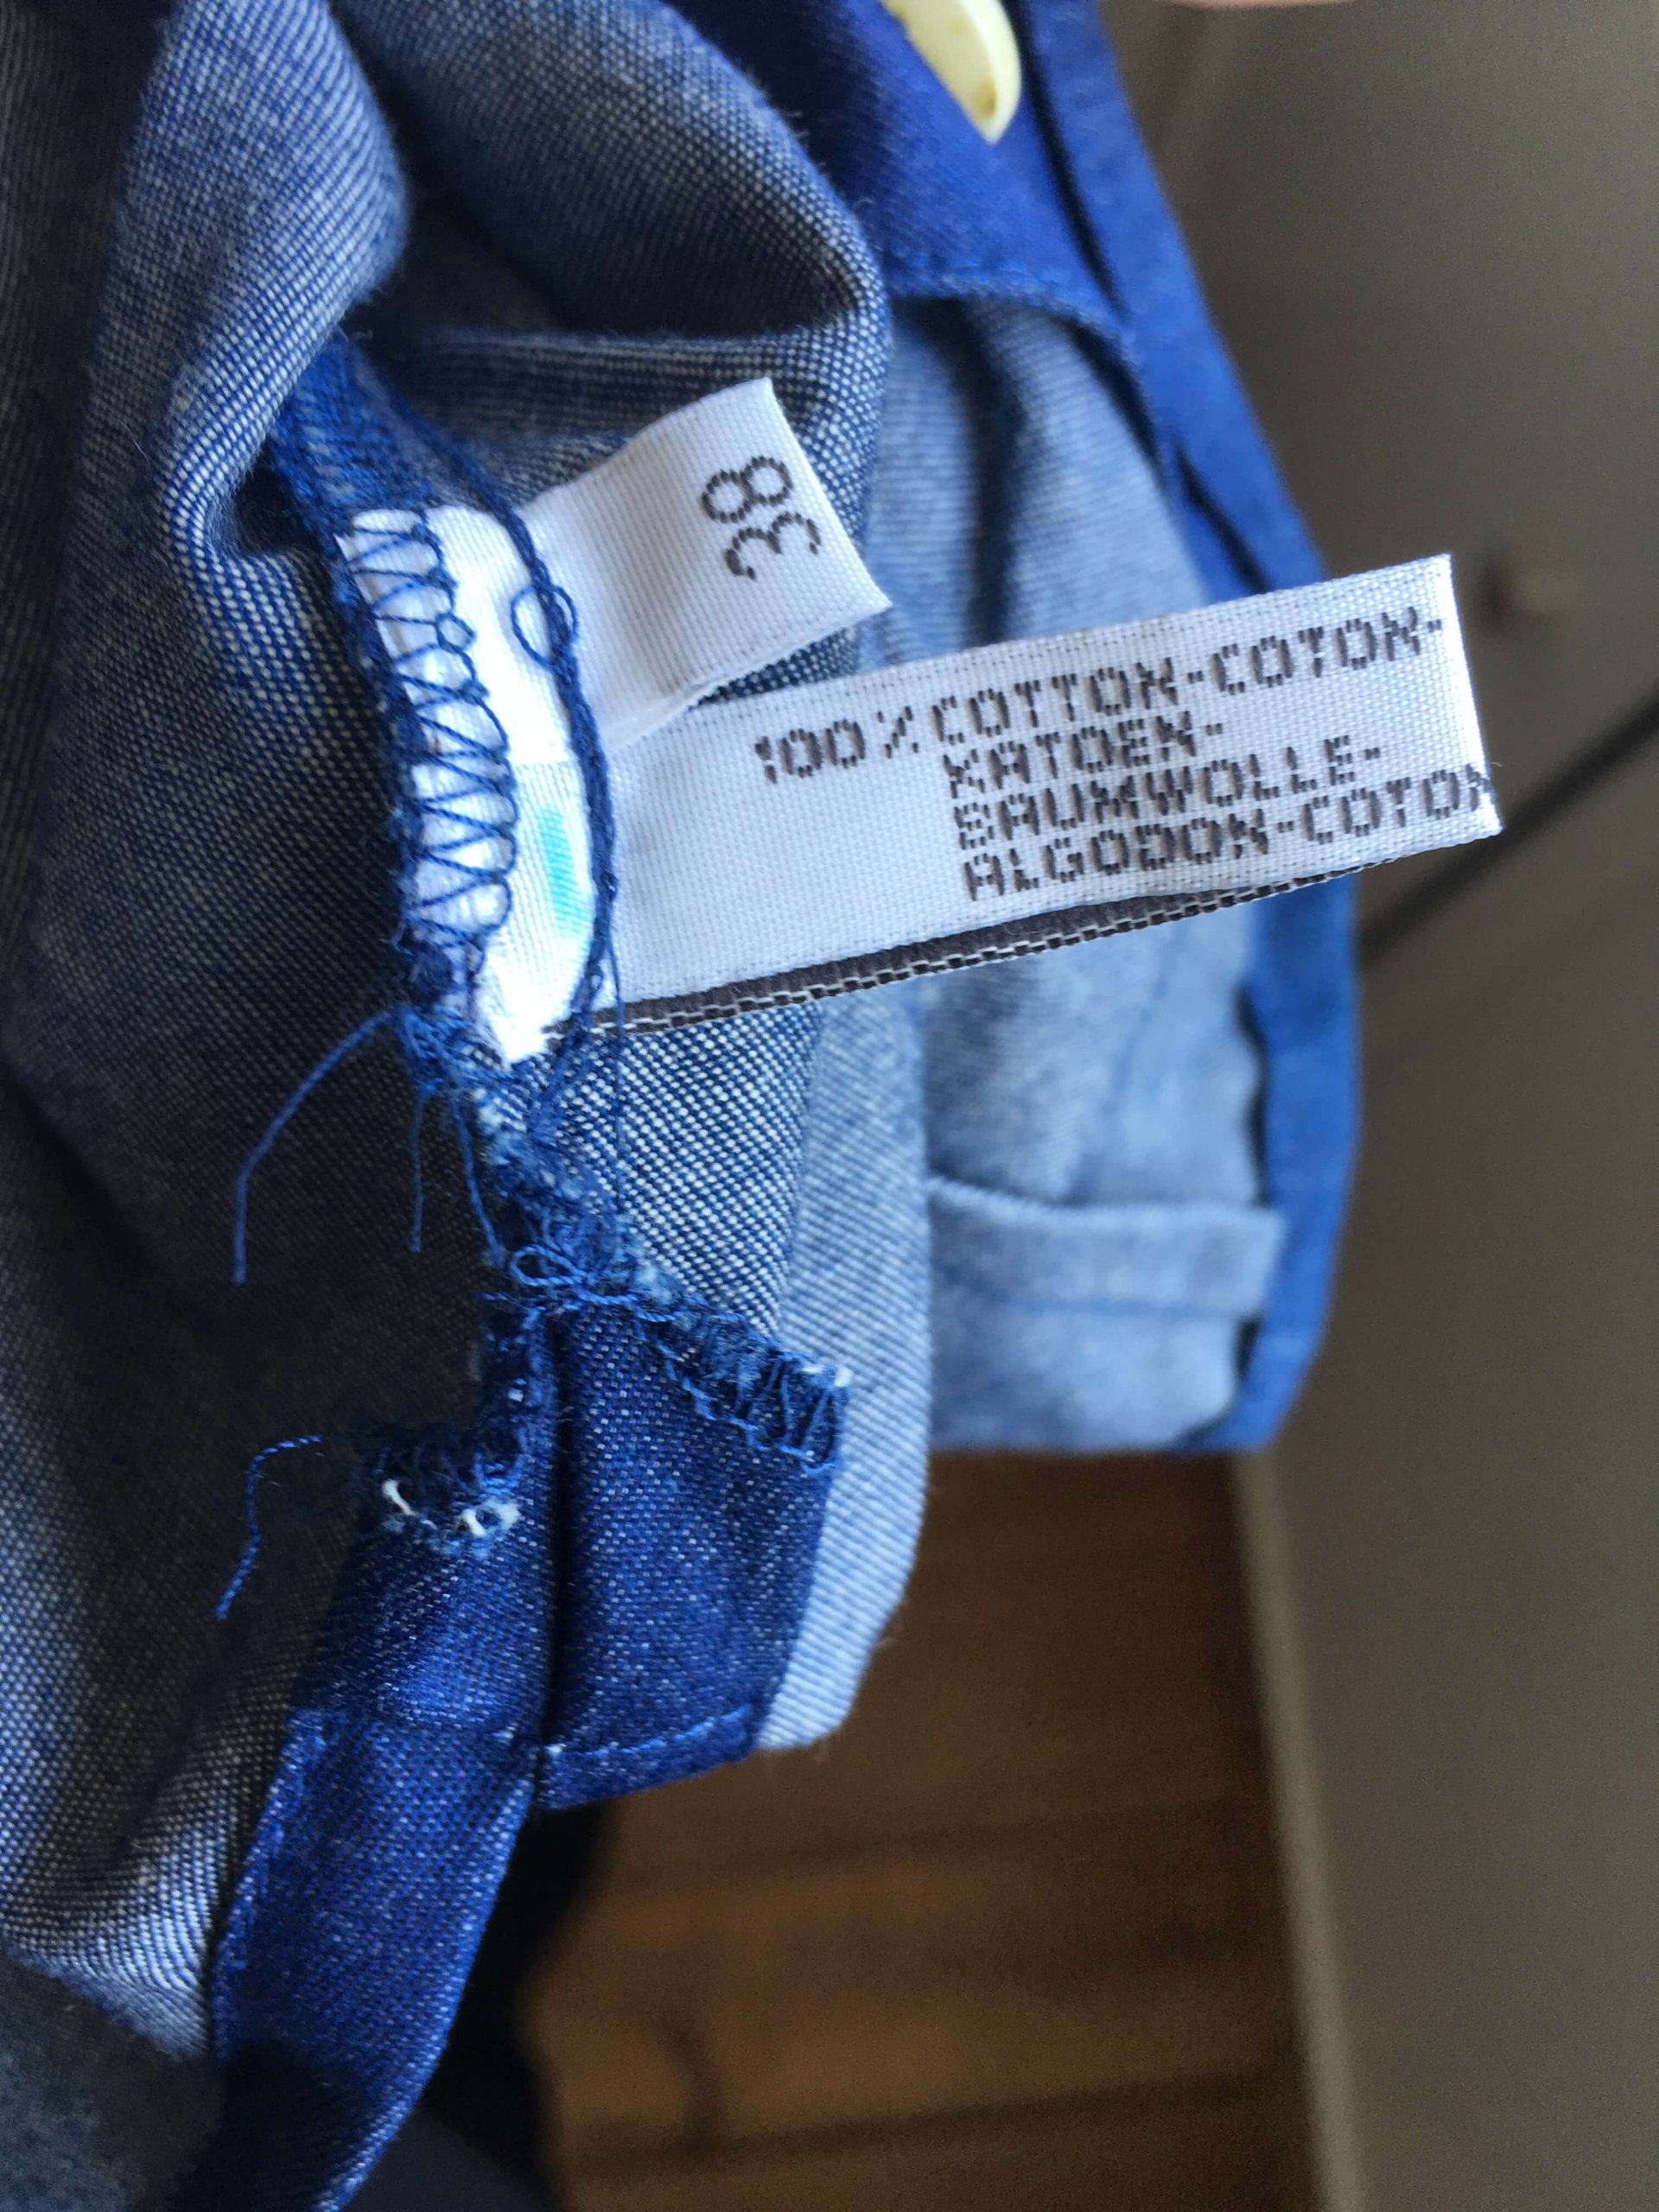 38
100% COTTON-COTON-
KATOEN-
BAUMWOLLE-
ALGODON-COTON